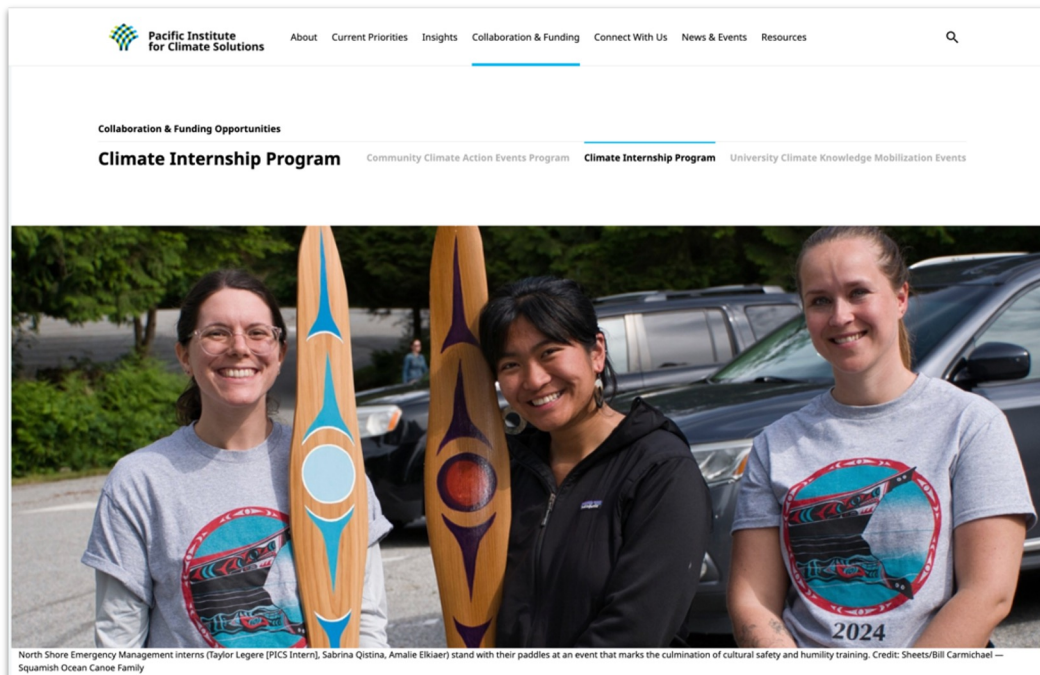 Pacific Institute
for Climate Solutions
About
Current Priorities
Insights
Collaboration & Funding
Connect With Us
News & Events
Resources
Collaboration & Funding Opportunities
Climate Internship Program
Community Climate Action Events Program
Climate Internship Program
University Climate Knowledge Mobilization Events
2024
North Shore Emergency Management interns (Taylor Legere [PICS Intern], Sabrina Qistina, Amalie Elkiaer) stand with their paddles at an event that marks the culmination of cultural safety and humility training. Credit: Sheets/Bill Carmichael —
Squamish Ocean Canoe Family